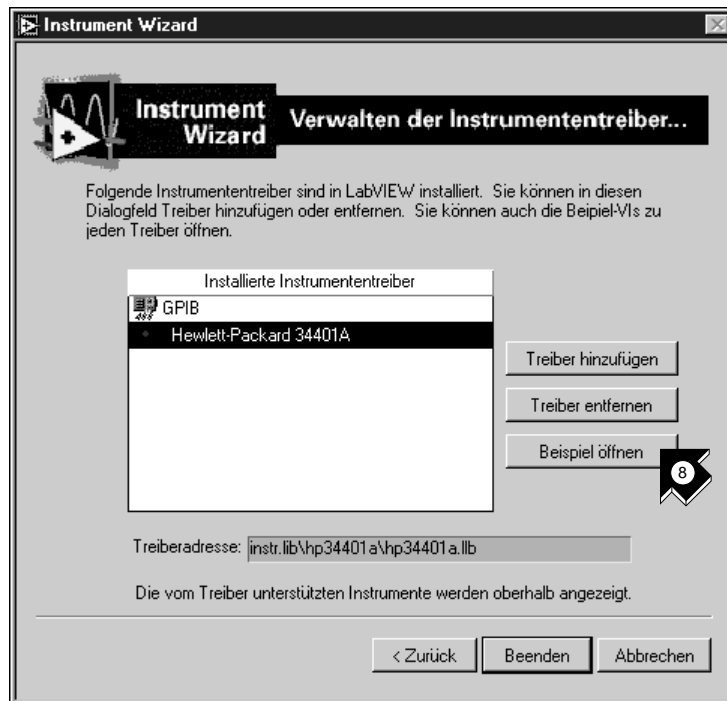 Instrument Wizard
Instrument
Wizard
Verwalten der Instrumententreiber...
Folgende Instrumententreiber sind in LabVIEW installiert. Sie können in diesen
Dialogfeld Treiber hinzufügen oder entfernen. Sie können auch die Beipiel-VIs zu
jeden Treiber öffnen.
Installierte Instrumententreiber
GPIB
Hewlett-Packard 34401A
Treiber hinzufügen
Treiber entfernen
Beispiel öffnen
8
Treiberadresse: instr.lib\hp34401a\hp34401a.llb
Die vom Treiber unterstützten Instrumente werden oberhalb angezeigt.
< Zurück
Beenden
Abbrechen